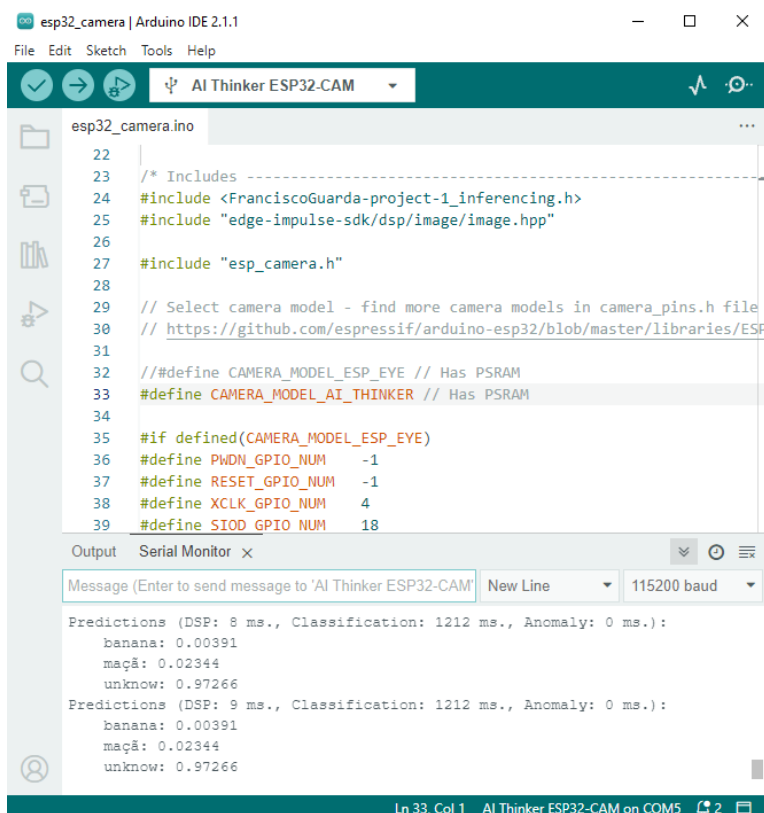 esp32_camera | Arduino IDE 2.1.1
File Edit Sketch Tools Help
AI Thinker ESP32-CAM
esp32_camera.ino
22
23 /* Includes ----------------------------------------------------------
24 #include <FranciscoGuarda-project-1_inferencing.h>
25 #include "edge-impulse-sdk/dsp/image/image.hpp"
26
27 #include "esp_camera.h"
28
29 // Select camera model - find more camera models in camera_pins.h file
30 // https://github.com/espressif/arduino-esp32/blob/master/libraries/ESP
31
32 //#define CAMERA_MODEL_ESP_EYE // Has PSRAM
33 #define CAMERA_MODEL_AI_THINKER // Has PSRAM
34
35 #if defined(CAMERA_MODEL_ESP_EYE)
36 #define PWDN_GPIO_NUM -1
37 #define RESET_GPIO_NUM -1
38 #define XCLK_GPIO_NUM 4
39 #define SIOD_GPIO_NUM 18
Output Serial Monitor
Message (Enter to send message to 'AI Thinker ESP32-CAM' New Line 115200 baud
Predictions (DSP: 8 ms., Classification: 1212 ms., Anomaly: 0 ms.):
banana: 0.00391
maçã: 0.02344
unknow: 0.97266
Predictions (DSP: 9 ms., Classification: 1212 ms., Anomaly: 0 ms.):
banana: 0.00391
maçã: 0.02344
unknow: 0.97266
Ln 33, Col 1 AI Thinker ESP32-CAM on COM5 2